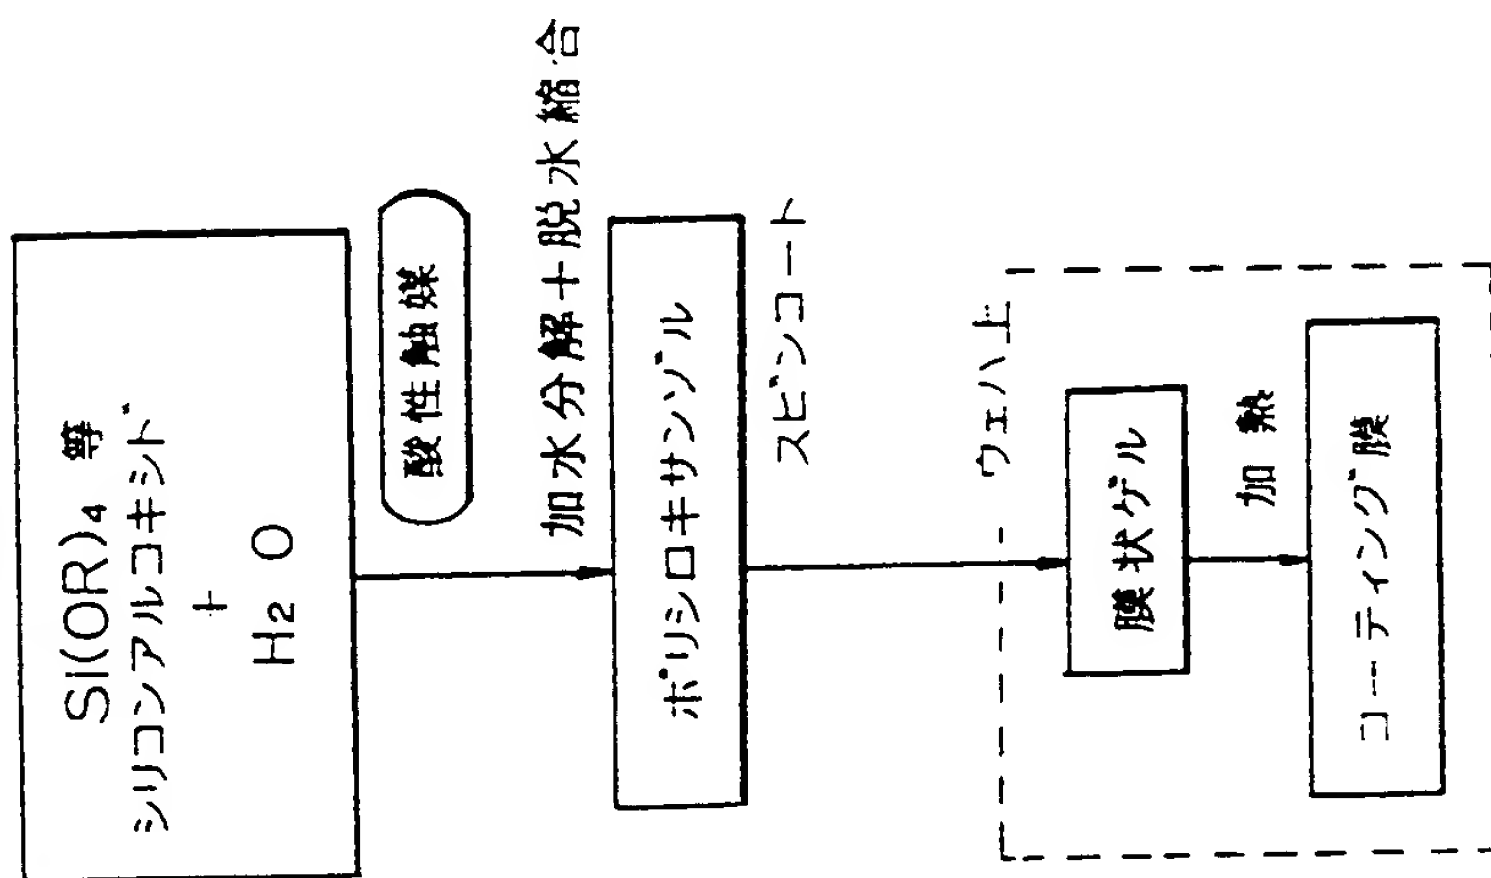 Si(OR)₄ 等
シリコンアルコキシド
+
H₂O
酸性触媒
加水分解+脱水縮合
ポリシロキサンゾル
スピンコート
ウェハ上
膜状ゲル
加熱
コーティング膜